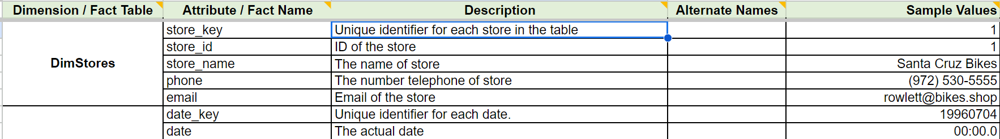 Dimension / Fact Table Attribute / Fact Name Description Alternate Names Sample Values
store_key Unique identifier for each store in the table 1
store_id ID of the store 1
DimStores store_name The name of store Santa Cruz Bikes
phone The number telephone of store (972) 530-5555
email Email of the store rowlett@bikes.shop
date_key Unique identifier for each date. 19960704
date The actual date 00:00.0